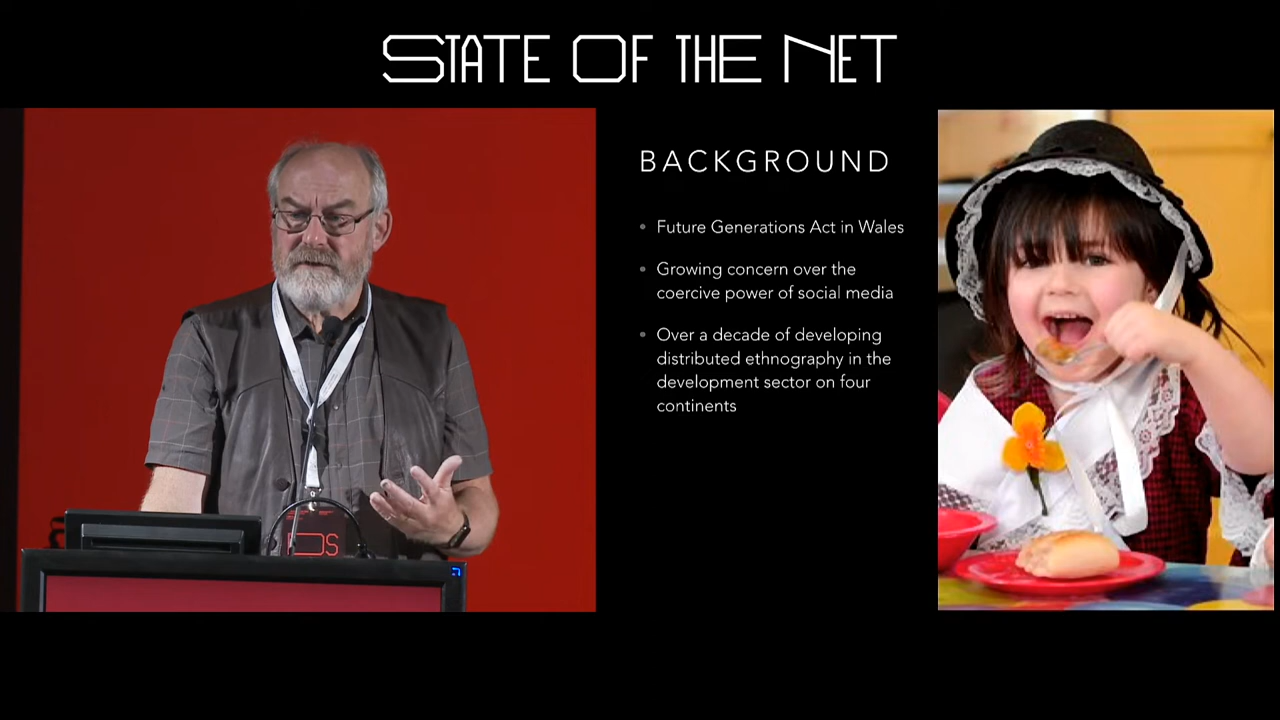 STATE OF THE NET
BACKGROUND
Future Generations Act in Wales
Growing concern over the
coercive power of social media
Over a decade of developing
distributed ethnography in the
development sector on four
continents